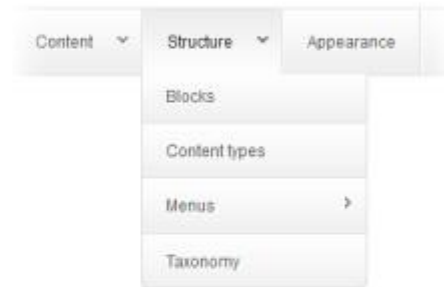 Content Structure Appearance
Blocks
Content types
Menus
Taxonomy